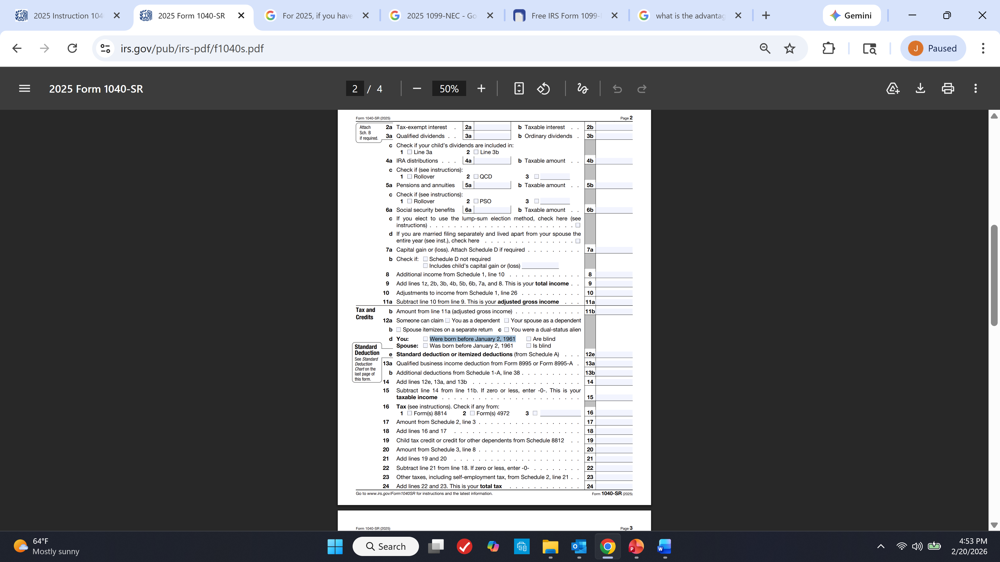 2025 Instruction 104
2025 Form 1040-SR
For 2025, if you have
2025 1099-NEC - Go
Free IRS Form 1099-
what is the advantag
Gemini
irs.gov/pub/irs-pdf/f1040s.pdf
J Paused
2025 Form 1040-SR
2 / 4
50%
Form 1040-SR (2025) Page 2
Attach Sch. B if required.
2a Tax-exempt interest . 2a b Taxable interest . . 2b
3a Qualified dividends . . 3a b Ordinary dividends . 3b
c Check if your child's dividends are included in:
1 Line 3a 2 Line 3b
4a IRA distributions . . . 4a b Taxable amount . . 4b
c Check if (see instructions):
1 Rollover 2 QCD 3
5a Pensions and annuities 5a b Taxable amount . . 5b
c Check if (see instructions):
1 Rollover 2 PSO 3
6a Social security benefits 6a b Taxable amount . . 6b
c If you elect to use the lump-sum election method, check here (see
instructions) . . . . . . . . . . . . . . . . . . . . . . .
d If you are married filing separately and lived apart from your spouse the
entire year (see inst.), check here . . . . . . . . . . . . . .
7a Capital gain or (loss). Attach Schedule D if required . . . . . . . . . 7a
b Check if: Schedule D not required
Includes child's capital gain or (loss)
8 Additional income from Schedule 1, line 10 . . . . . . . . . . . . 8
9 Add lines 1z, 2b, 3b, 4b, 5b, 6b, 7a, and 8. This is your total income . . 9
10 Adjustments to income from Schedule 1, line 26 . . . . . . . . . . 10
11a Subtract line 10 from line 9. This is your adjusted gross income . . . 11a
Tax and Credits
b Amount from line 11a (adjusted gross income) . . . . . . . . . . . 11b
12a Someone can claim You as a dependent Your spouse as a dependent
b Spouse itemizes on a separate return c You were a dual-status alien
d You: Were born before January 2, 1961 Are blind
Spouse: Was born before January 2, 1961 Is blind
Standard Deduction
See Standard Deduction Chart on the last page of this form.
e Standard deduction or itemized deductions (from Schedule A) . . . 12e
13a Qualified business income deduction from Form 8995 or Form 8995-A . 13a
b Additional deductions from Schedule 1-A, line 38 . . . . . . . . . . 13b
14 Add lines 12e, 13a, and 13b . . . . . . . . . . . . . . . . . . 14
15 Subtract line 14 from line 11b. If zero or less, enter -0-. This is your
taxable income . . . . . . . . . . . . . . . . . . . . . . 15
16 Tax (see instructions). Check if any from:
1 Form(s) 8814 2 Form(s) 4972 3 16
17 Amount from Schedule 2, line 3 . . . . . . . . . . . . . . . . . 17
18 Add lines 16 and 17 . . . . . . . . . . . . . . . . . . . . . 18
19 Child tax credit or credit for other dependents from Schedule 8812 . . 19
20 Amount from Schedule 3, line 8 . . . . . . . . . . . . . . . . . 20
21 Add lines 19 and 20 . . . . . . . . . . . . . . . . . . . . . 21
22 Subtract line 21 from line 18. If zero or less, enter -0- . . . . . . . . 22
23 Other taxes, including self-employment tax, from Schedule 2, line 21 . . 23
24 Add lines 22 and 23. This is your total tax . . . . . . . . . . . . 24
Go to www.irs.gov/Form1040SR for instructions and the latest information. Form 1040-SR (2025)
Form 1040-SR (2025) Page 3
64°F
Mostly sunny
Search
4:53 PM
2/20/2026